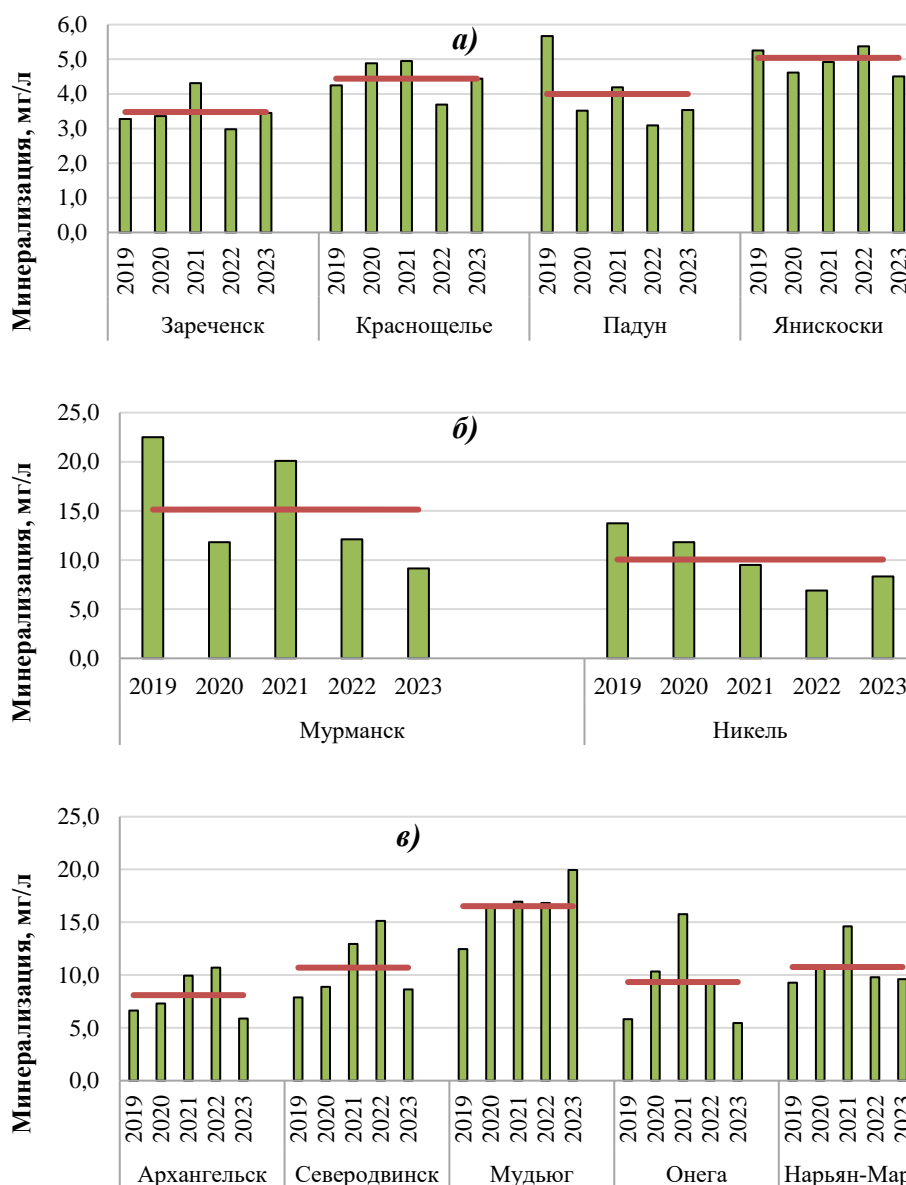 Минерализация, мг/л
а)
6,0
5,0
4,0
3,0
2,0
1,0
0,0
2019 2020 2021 2022 2023 2019 2020 2021 2022 2023 2019 2020 2021 2022 2023 2019 2020 2021 2022 2023
Зареченск Краснощелье Падун Янискоски
Минерализация, мг/л
б)
25,0
20,0
15,0
10,0
5,0
0,0
2019 2020 2021 2022 2023 2019 2020 2021 2022 2023
Мурманск Никель
Минерализация, мг/л
в)
25,0
20,0
15,0
10,0
5,0
0,0
2019 2020 2021 2022 2023 2019 2020 2021 2022 2023 2019 2020 2021 2022 2023 2019 2020 2021 2022 2023 2019 2020 2021 2022 2023
Архангельск Северодвинск Мудьюг Онега Нарьян-Мар